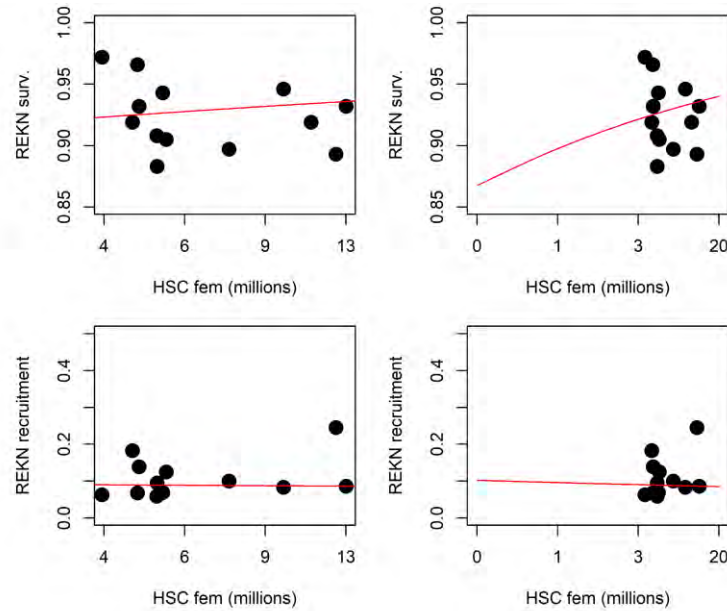 1.00
0.95
0.90
0.85
REKN surv.
4 6 9 13
HSC fem (millions)
1.00
0.95
0.90
0.85
REKN surv.
0 1 3 20
HSC fem (millions)
0.4
0.2
0.0
REKN recruitment
4 6 9 13
HSC fem (millions)
0.4
0.2
0.0
REKN recruitment
0 1 3 20
HSC fem (millions)